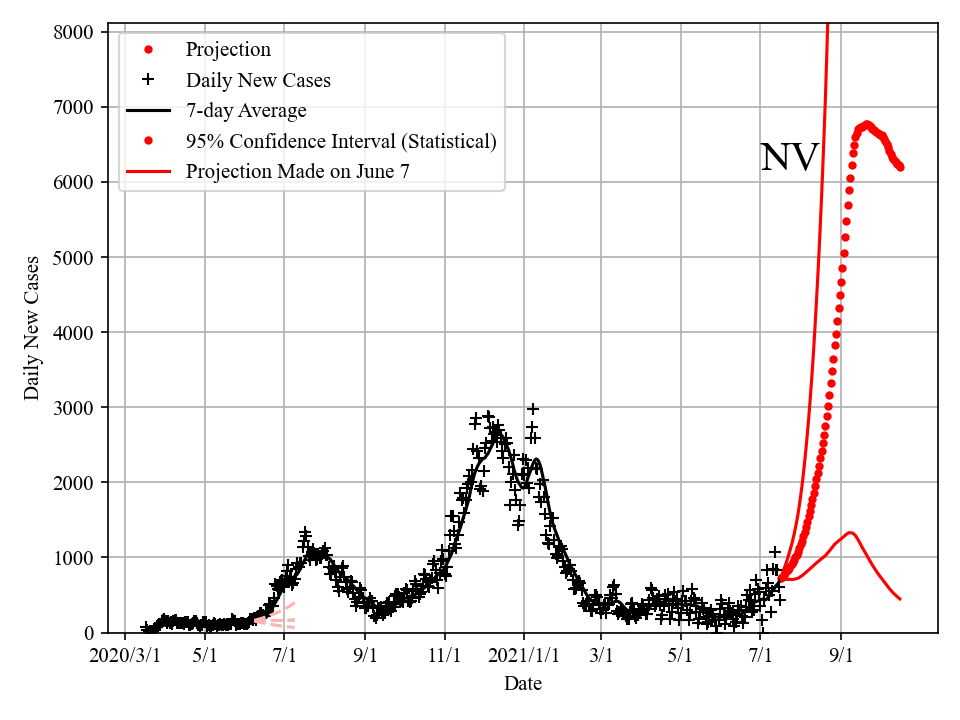 8000
7000
6000
5000
4000
3000
2000
1000
0
Daily New Cases
Projection
Daily New Cases
7-day Average
95% Confidence Interval (Statistical)
Projection Made on June 7
NV
2020/3/1 5/1 7/1 9/1 11/1 2021/1/1 3/1 5/1 7/1 9/1
Date